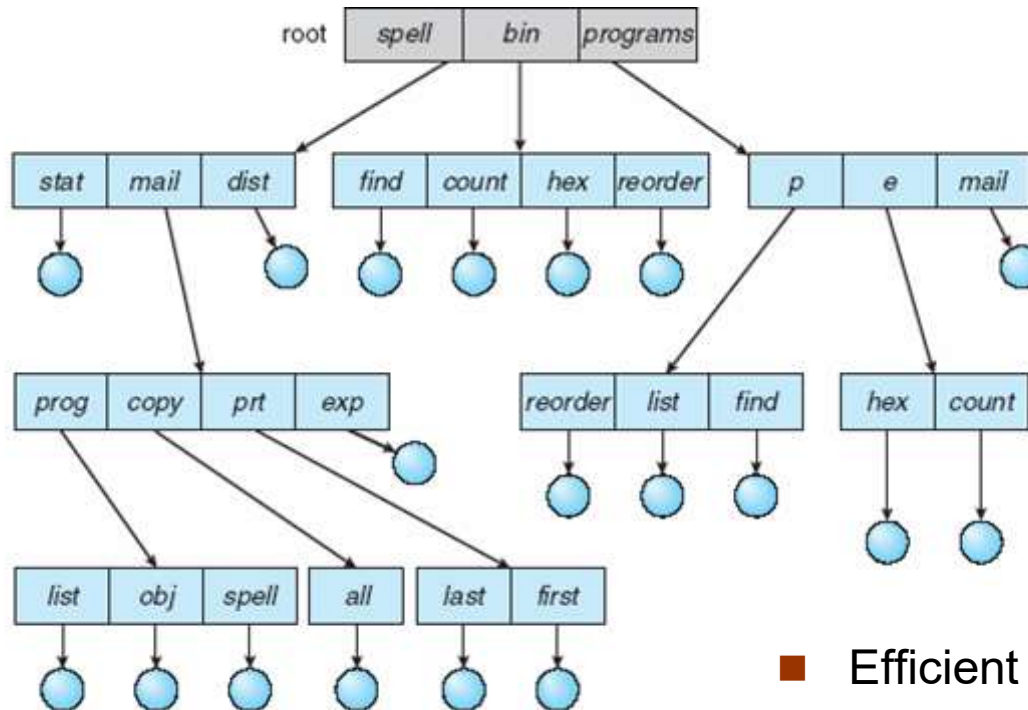 root spell bin programs
stat mail dist find count hex reorder p e mail
prog copy prt exp reorder list find hex count
list obj spell all last first
■ Efficient